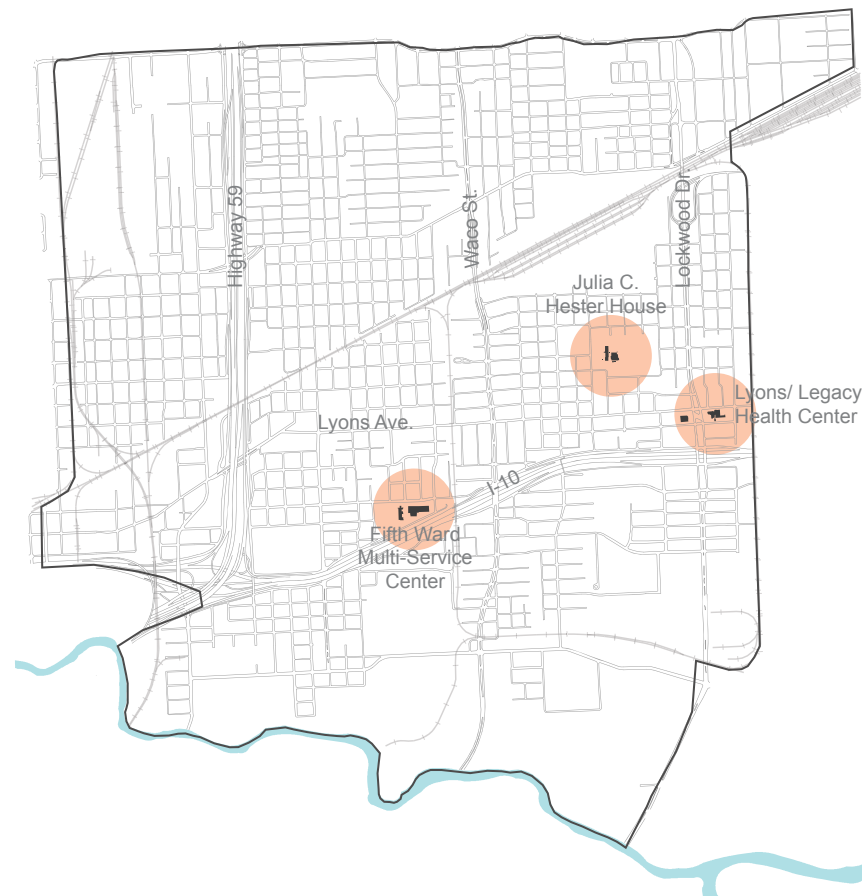 Highway 59
Waco St.
Lockwood Dr.
Julia C.
Hester House
Lyons/ Legacy
Health Center
Lyons Ave.
I-10
Fifth Ward
Multi-Service
Center